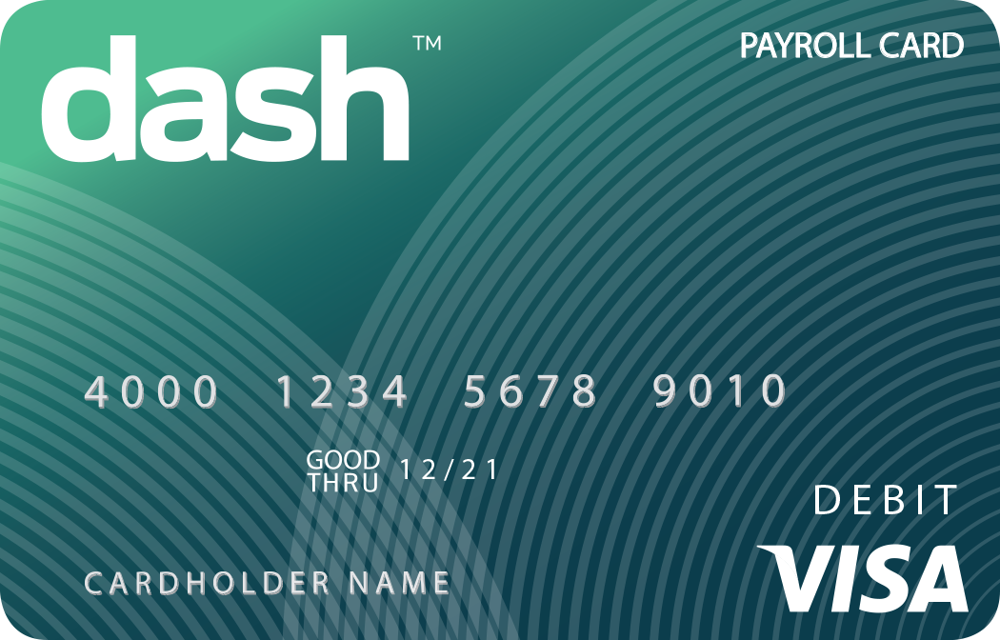 dash™ PAYROLL CARD
4000 1234 5678 9010
GOOD THRU 12/21
DEBIT
CARDHOLDER NAME
VISA